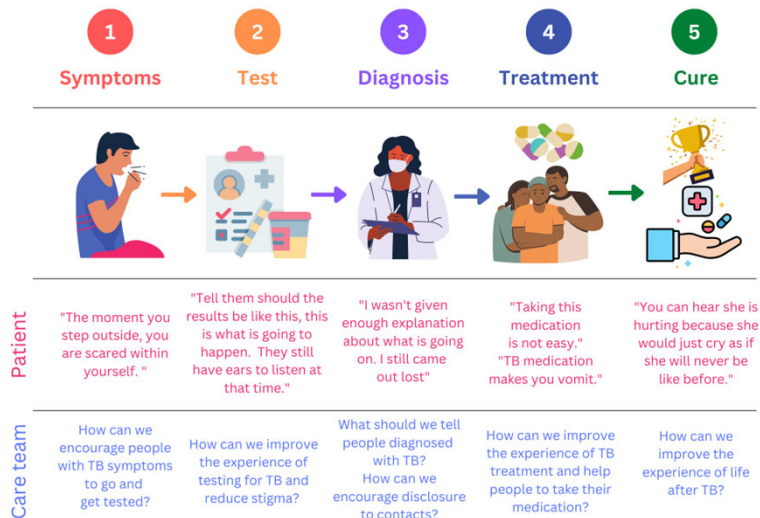 1
2
3
4
5
Symptoms
Test
Diagnosis
Treatment
Cure
Patient
"The moment you
step outside, you
are scared within
yourself. "
"Tell them should the
results be like this, this
is what is going to
happen. They still
have ears to listen at
that time."
"I wasn't given
enough explanation
about what is going
on. I still came
out lost"
"Taking this
medication
is not easy."
"TB medication
makes you vomit."
"You can hear she is
hurting because she
would just cry as if
she will never be
like before."
Care team
How can we
encourage people
with TB symptoms
to go and
get tested?
How can we improve
the experience of
testing for TB and
reduce stigma?
What should we tell
people diagnosed
with TB?
How can we
encourage disclosure
to contacts?
How can we improve
the experience of TB
treatment and help
people to take their
medication?
How can we
improve the
experience of life
after TB?